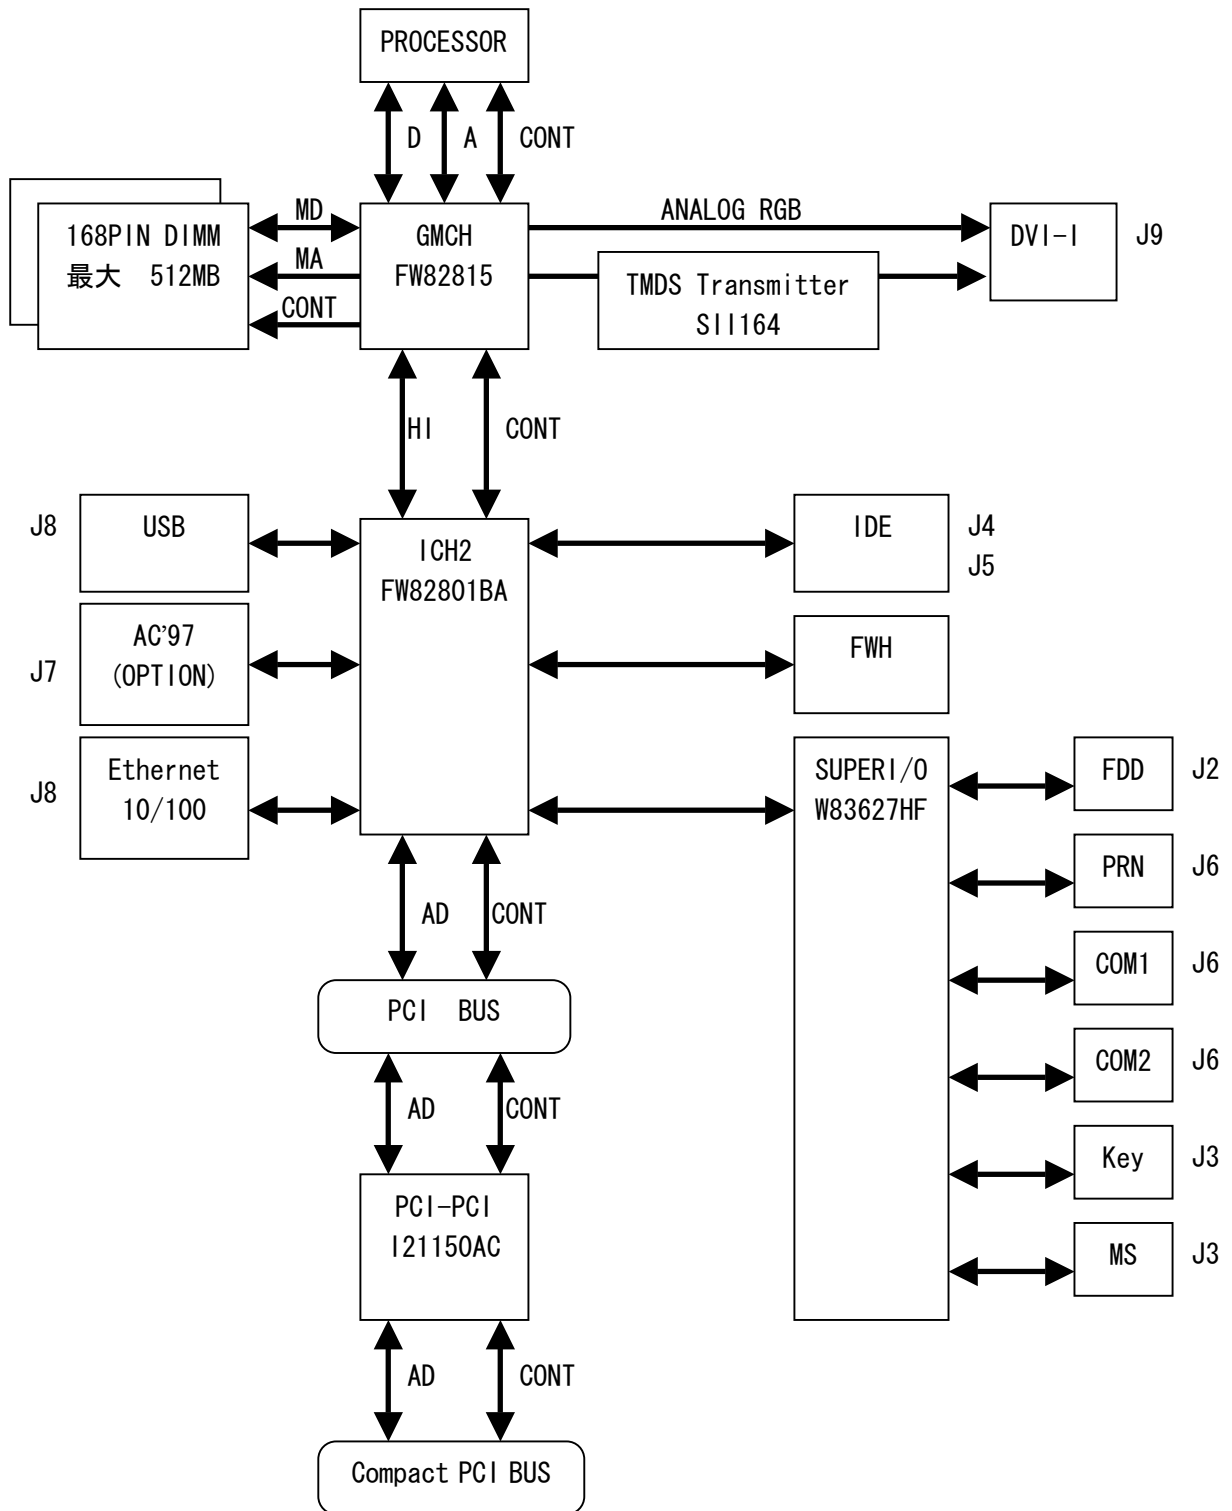 PROCESSOR
D
A
CONT
168PIN DIMM
最大 512MB
MD
MA
CONT
GMCH
FW82815
ANALOG RGB
TMDS Transmitter
SII164
DVI-I
J9
HI
CONT
J8
USB
ICH2
FW82801BA
IDE
J4
J5
J7
AC'97
(OPTION)
FWH
J8
Ethernet
10/100
SUPERI/O
W83627HF
FDD
J2
PRN
J6
COM1
J6
COM2
J6
Key
J3
MS
J3
AD
CONT
PCI BUS
AD
CONT
PCI-PCI
I21150AC
AD
CONT
Compact PCI BUS